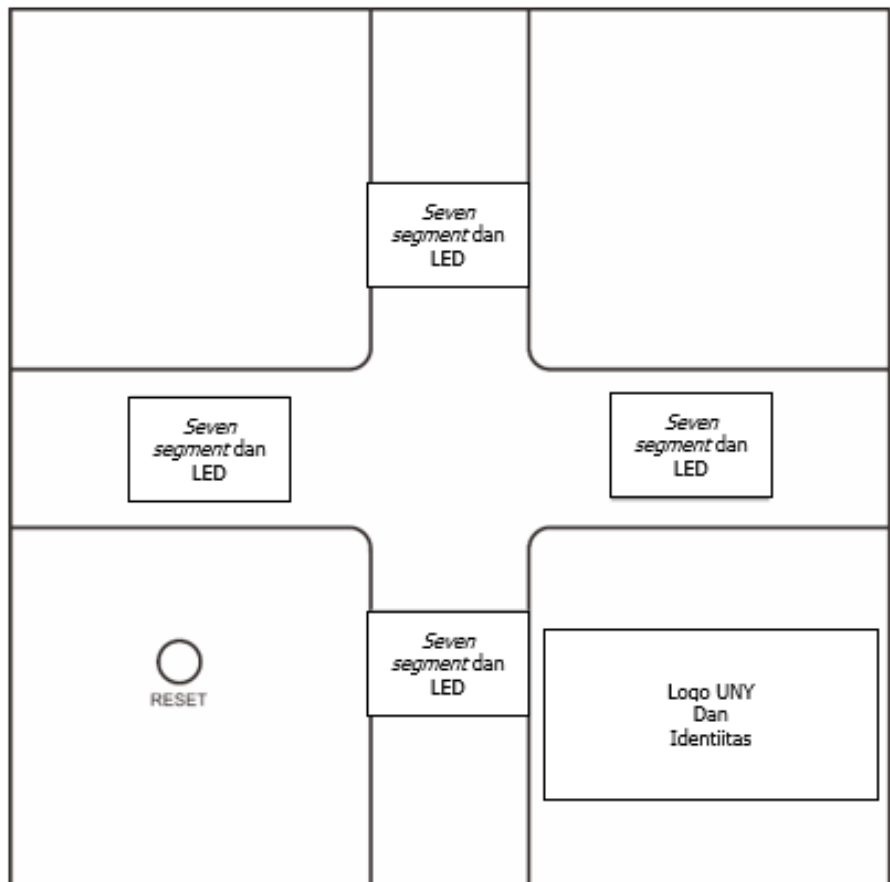 Seven
segment dan
LED
Seven
segment dan
LED
Seven
segment dan
LED
Seven
segment dan
LED
RESET
Logo UNY
Dan
Identiitas